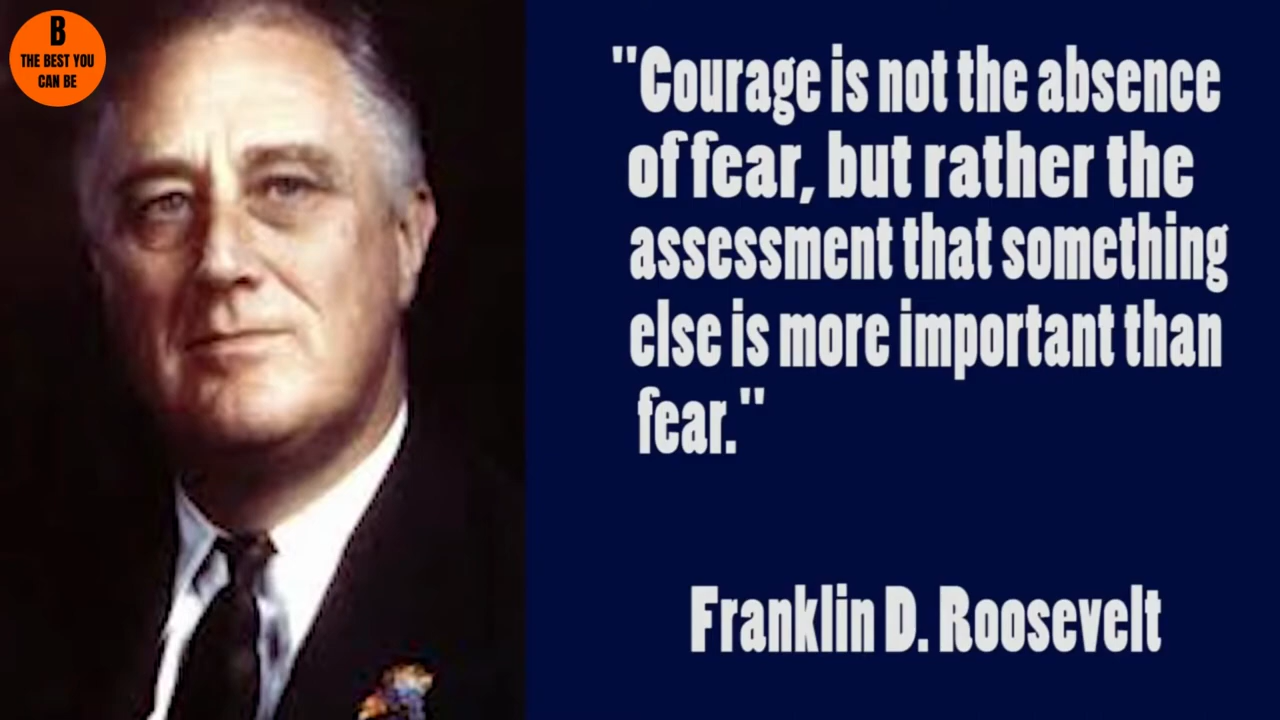 B
THE BEST YOU
CAN BE
"Courage is not the absence
of fear, but rather the
assessment that something
else is more important than
fear."
Franklin D. Roosevelt